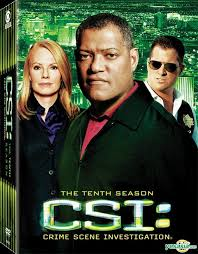 THE TENTH SEASON
CSI:
CRIME SCENE INVESTIGATION